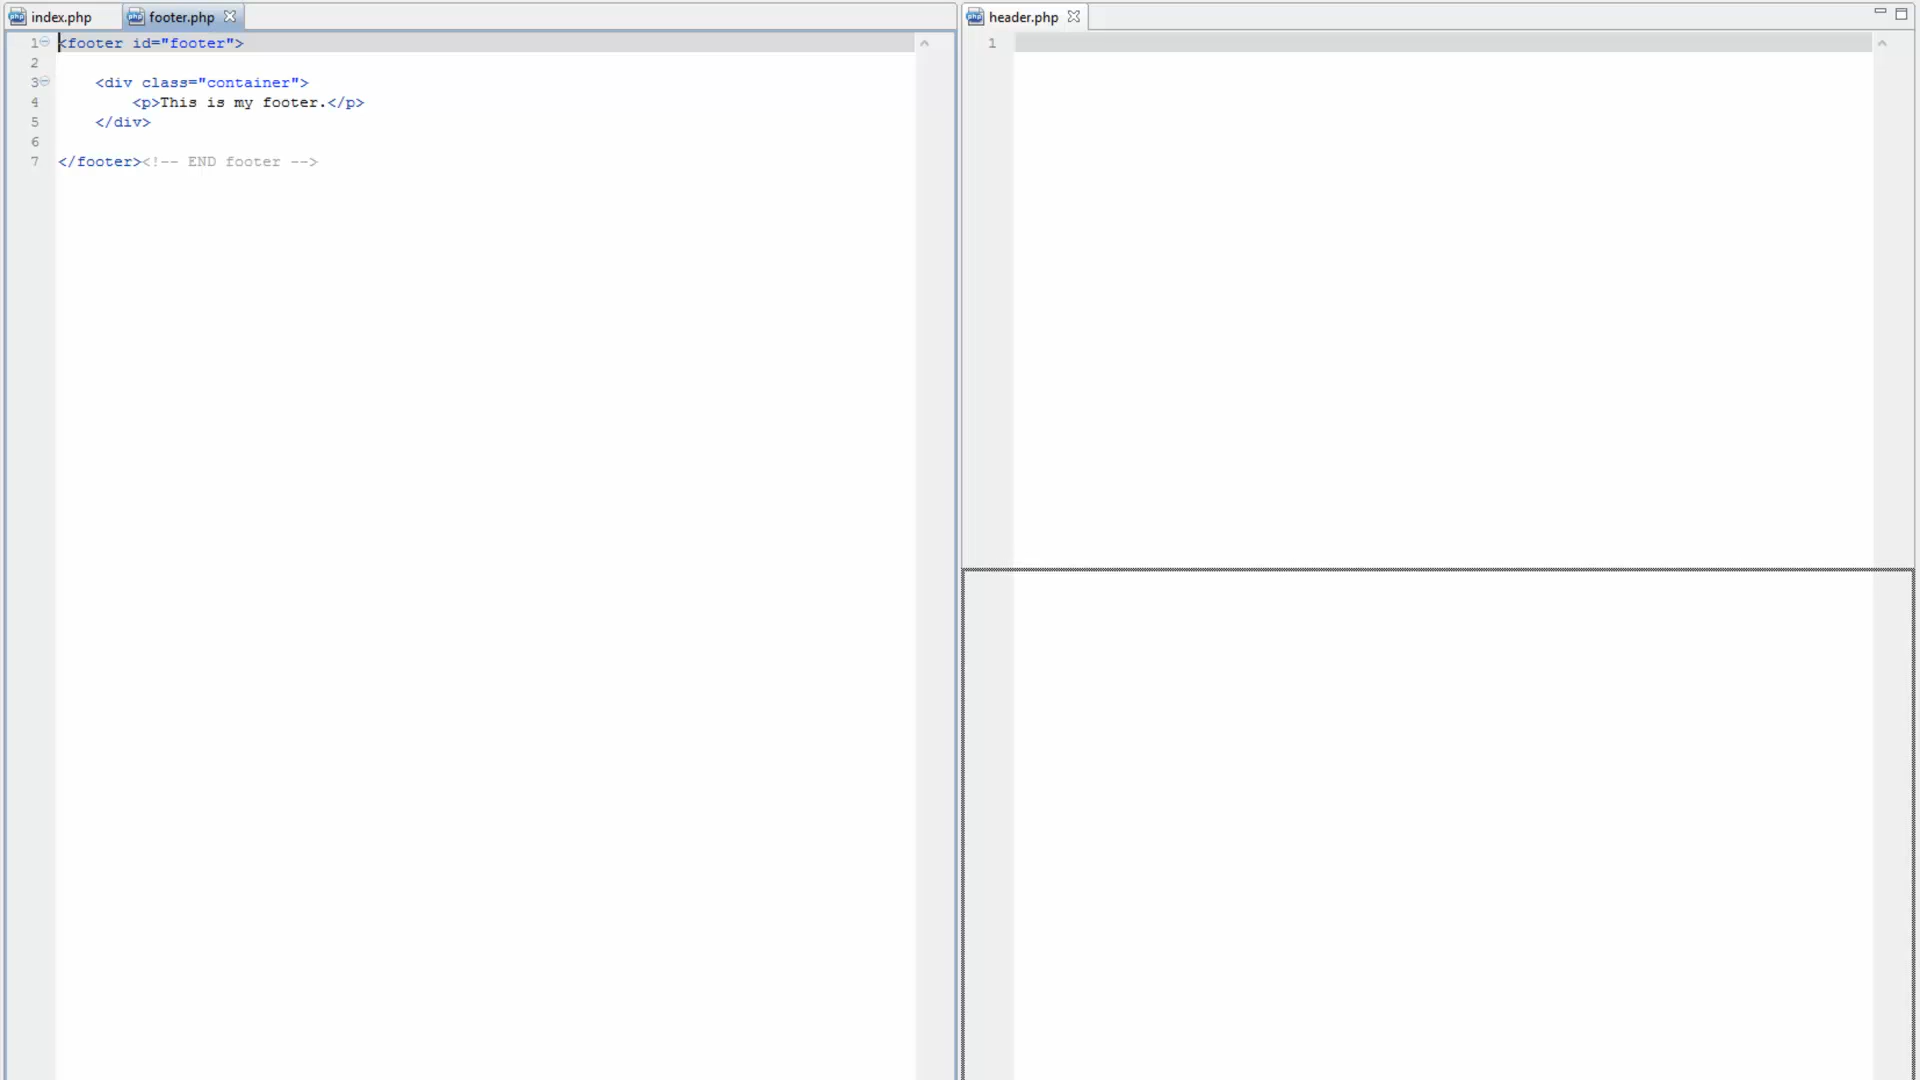 index.php
footer.php
1 <footer id="footer">
2
3 <div class="container">
4 <p>This is my footer.</p>
5 </div>
6
7 </footer><!-- END footer -->
header.php
1